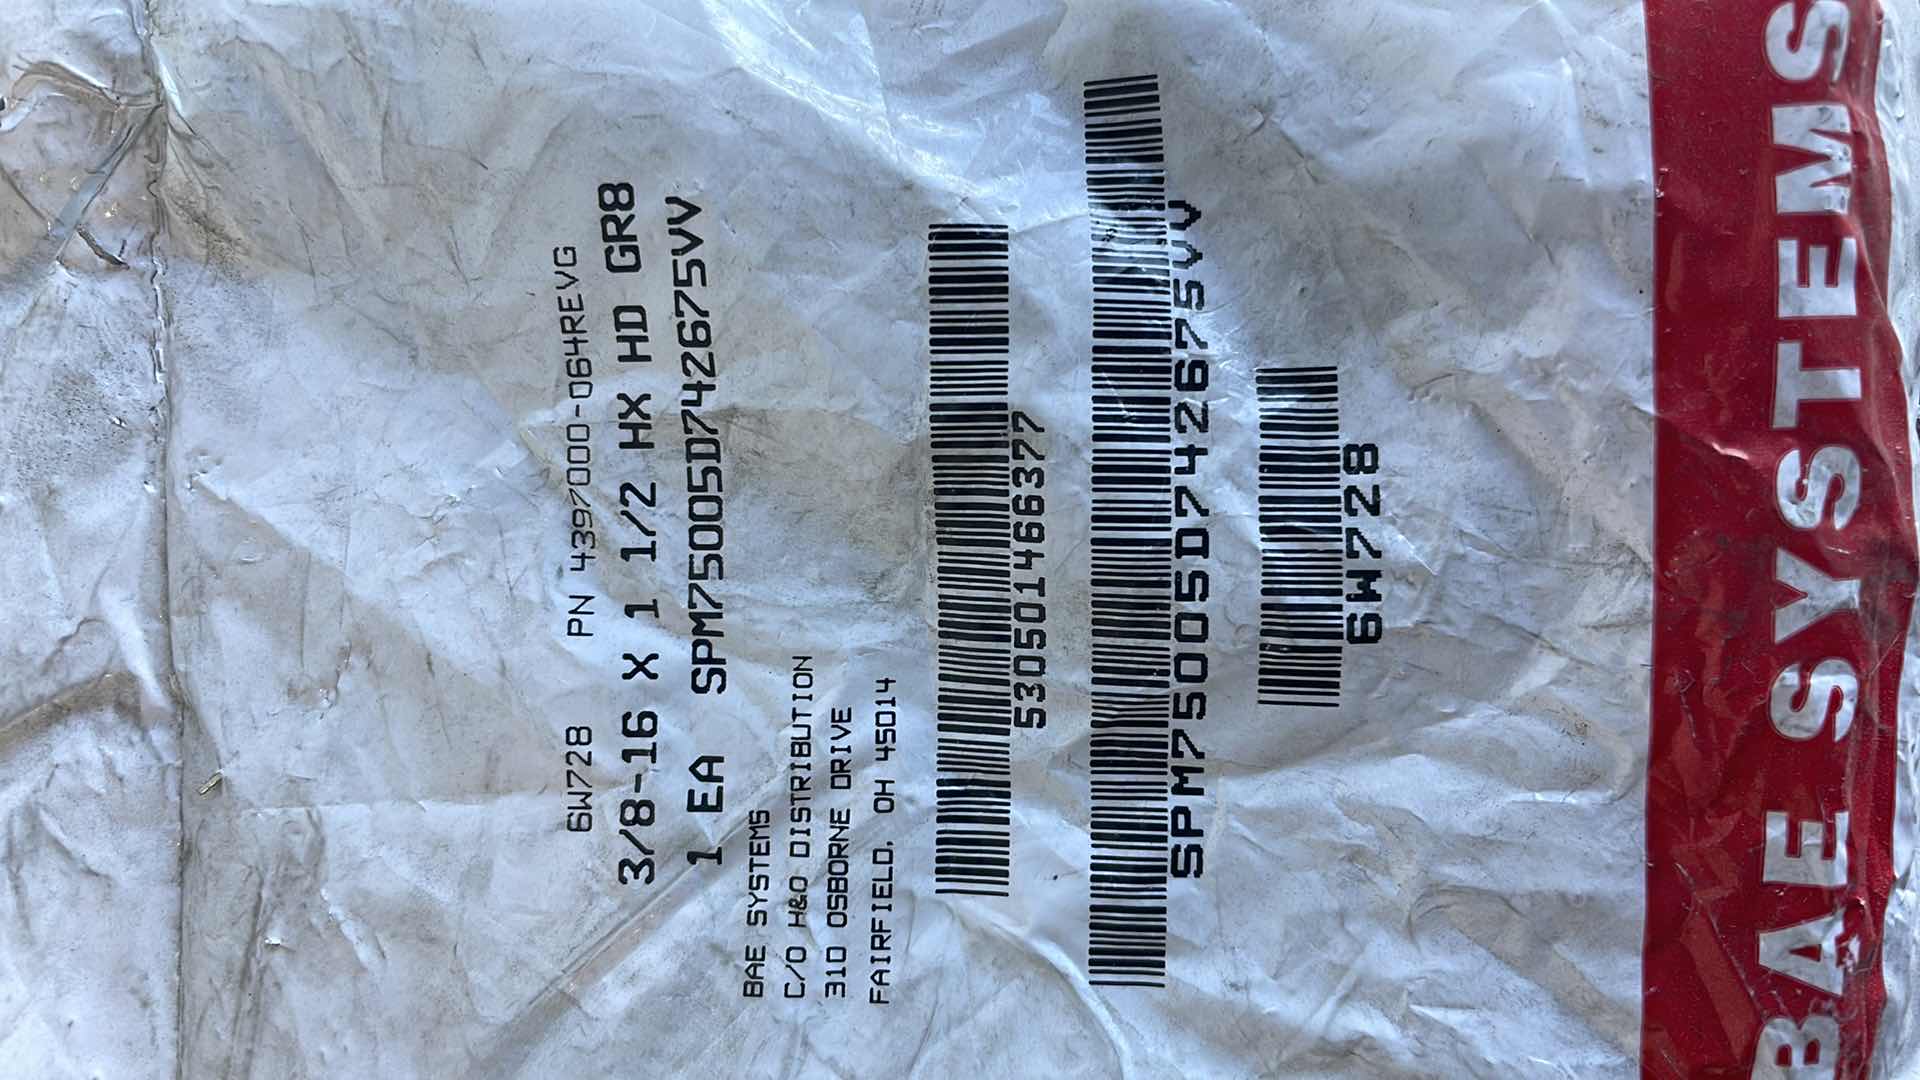 6W728 PN 4397000-064REVG
3/8-16 X 1 1/2 HX HD GR8
1 EA SPM75005D742675VV
BAE SYSTEMS
C/O H&O DISTRIBUTION
310 OSBORNE DRIVE
FAIRFIELD, OH 45014
530501466377
SPM75005D742675VV
6W728
BAE SYSTEMS